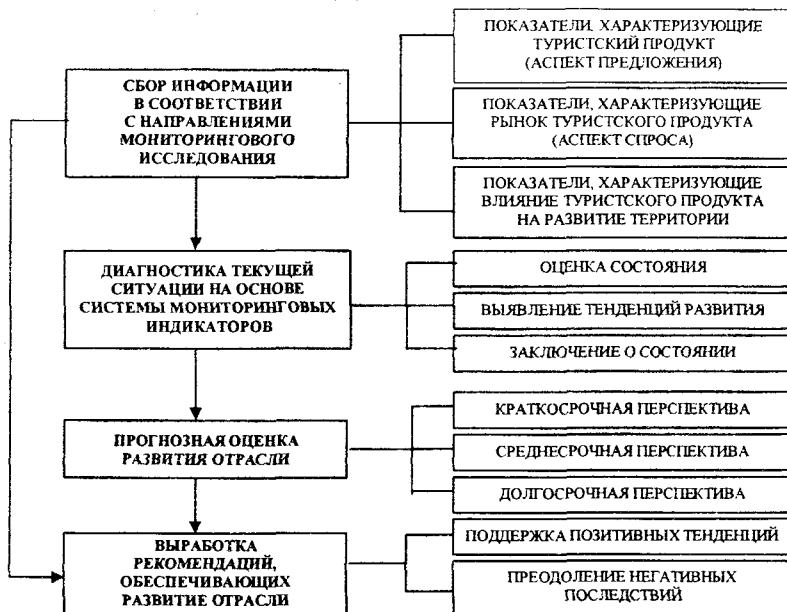 СБОР ИНФОРМАЦИИ
В СООТВЕТСТВИИ
С НАПРАВЛЕНИЯМИ
МОНИТОРИНГОВОГО
ИССЛЕДОВАНИЯ
ПОКАЗАТЕЛИ, ХАРАКТЕРИЗУЮЩИЕ
ТУРИСТСКИЙ ПРОДУКТ
(АСПЕКТ ПРЕДЛОЖЕНИЯ)
ПОКАЗАТЕЛИ, ХАРАКТЕРИЗУЮЩИЕ
РЫНОК ТУРИСТСКОГО ПРОДУКТА
(АСПЕКТ СПРОСА)
ПОКАЗАТЕЛИ, ХАРАКТЕРИЗУЮЩИЕ
ВЛИЯНИЕ ТУРИСТСКОГО ПРОДУКТА
НА РАЗВИТИЕ ТЕРРИТОРИИ
ДИАГНОСТИКА ТЕКУЩЕЙ
СИТУАЦИИ НА ОСНОВЕ
СИСТЕМЫ МОНИТОРИНГОВЫХ
ИНДИКАТОРОВ
ОЦЕНКА СОСТОЯНИЯ
ВЫЯВЛЕНИЕ ТЕНДЕНЦИЙ РАЗВИТИЯ
ЗАКЛЮЧЕНИЕ О СОСТОЯНИИ
ПРОГНОЗНАЯ ОЦЕНКА
РАЗВИТИЯ ОТРАСЛИ
КРАТКОСРОЧНАЯ ПЕРСПЕКТИВА
СРЕДНЕСРОЧНАЯ ПЕРСПЕКТИВА
ДОЛГОСРОЧНАЯ ПЕРСПЕКТИВА
ВЫРАБОТКА
РЕКОМЕНДАЦИЙ,
ОБЕСПЕЧИВАЮЩИХ
РАЗВИТИЕ ОТРАСЛИ
ПОДДЕРЖКА ПОЗИТИВНЫХ ТЕНДЕНЦИЙ
ПРЕОДОЛЕНИЕ НЕГАТИВНЫХ
ПОСЛЕДСТВИЙ